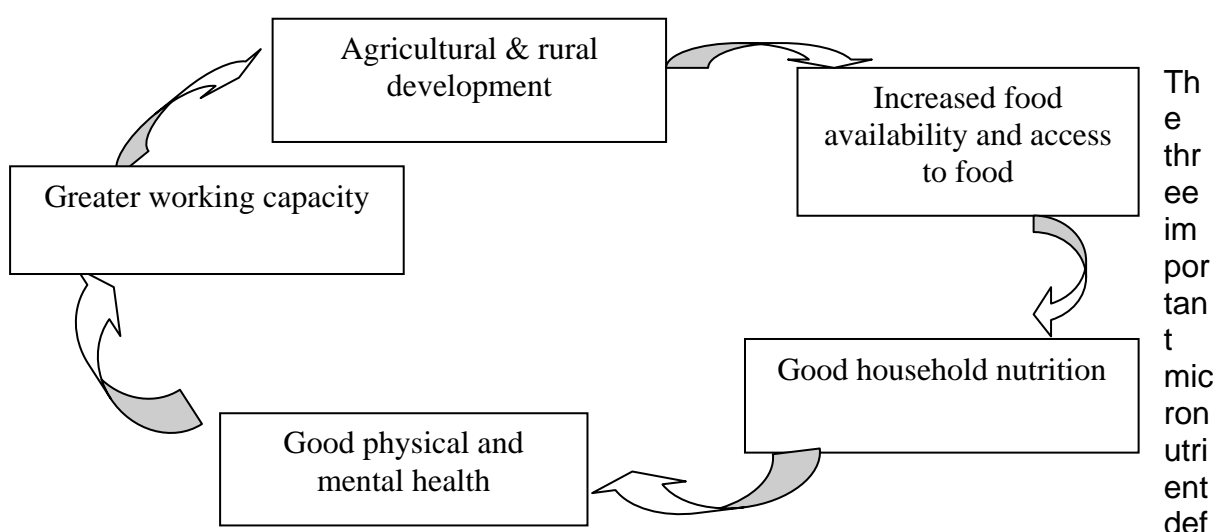 Agricultural & rural
development
Increased food
availability and access
to food
Good household nutrition
Good physical and
mental health
Greater working capacity
Th
e
thr
ee
im
por
tan
t
mic
ron
utri
ent
def